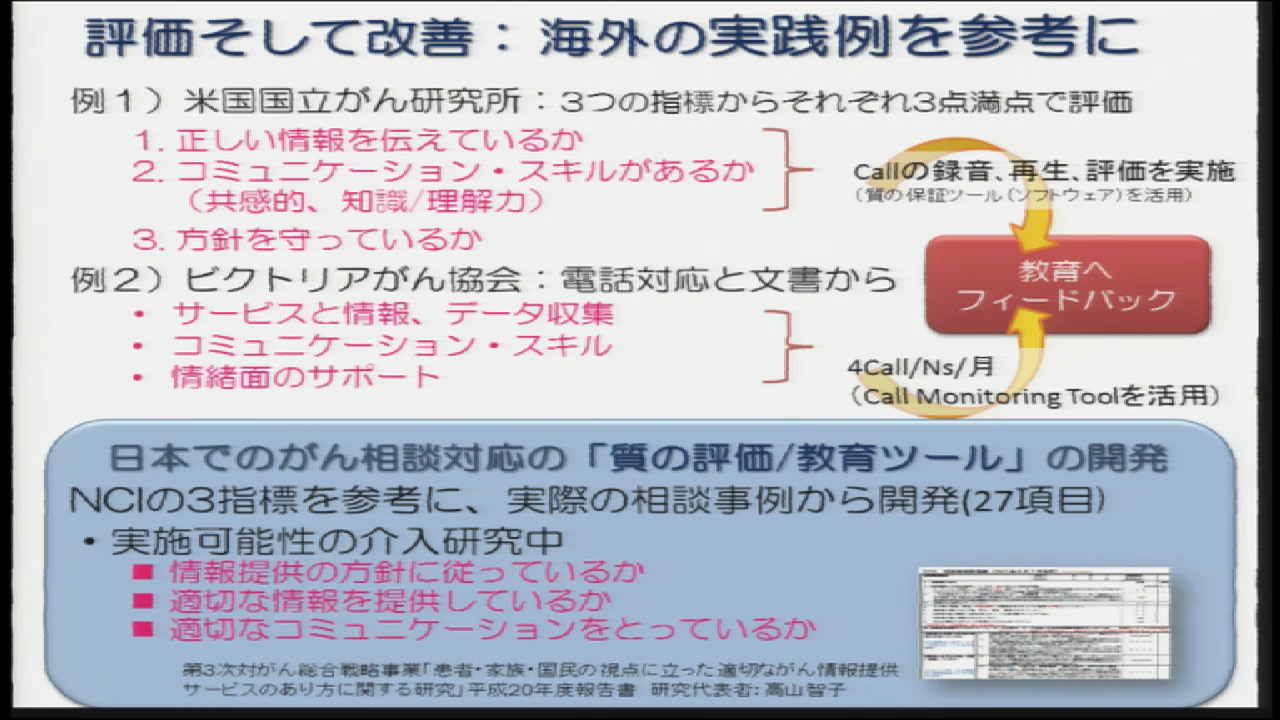 評価そして改善：海外の実践例を参考に
例１）米国国立がん研究所：3つの指標からそれぞれ3点満点で評価
1. 正しい情報を伝えているか
2. コミュニケーション・スキルがあるか
（共感的、知識/理解力）
3. 方針を守っているか
Callの録音、再生、評価を実施
（質の保証ツール（ソフトウェア）を活用）
教育へ
フィードバック
例２）ビクトリアがん協会：電話対応と文書から
• サービスと情報、データ収集
• コミュニケーション・スキル
• 情緒面のサポート
4Call/Ns/月
（Call Monitoring Toolを活用）
日本でのがん相談対応の「質の評価/教育ツール」の開発
NCIの3指標を参考に、実際の相談事例から開発(27項目)
• 実施可能性の介入研究中
■ 情報提供の方針に従っているか
■ 適切な情報を提供しているか
■ 適切なコミュニケーションをとっているか
第3次対がん総合戦略事業「患者・家族・国民の視点に立った適切ながん情報提供
サービスのあり方に関する研究」平成20年度報告書　研究代表者：高山智子